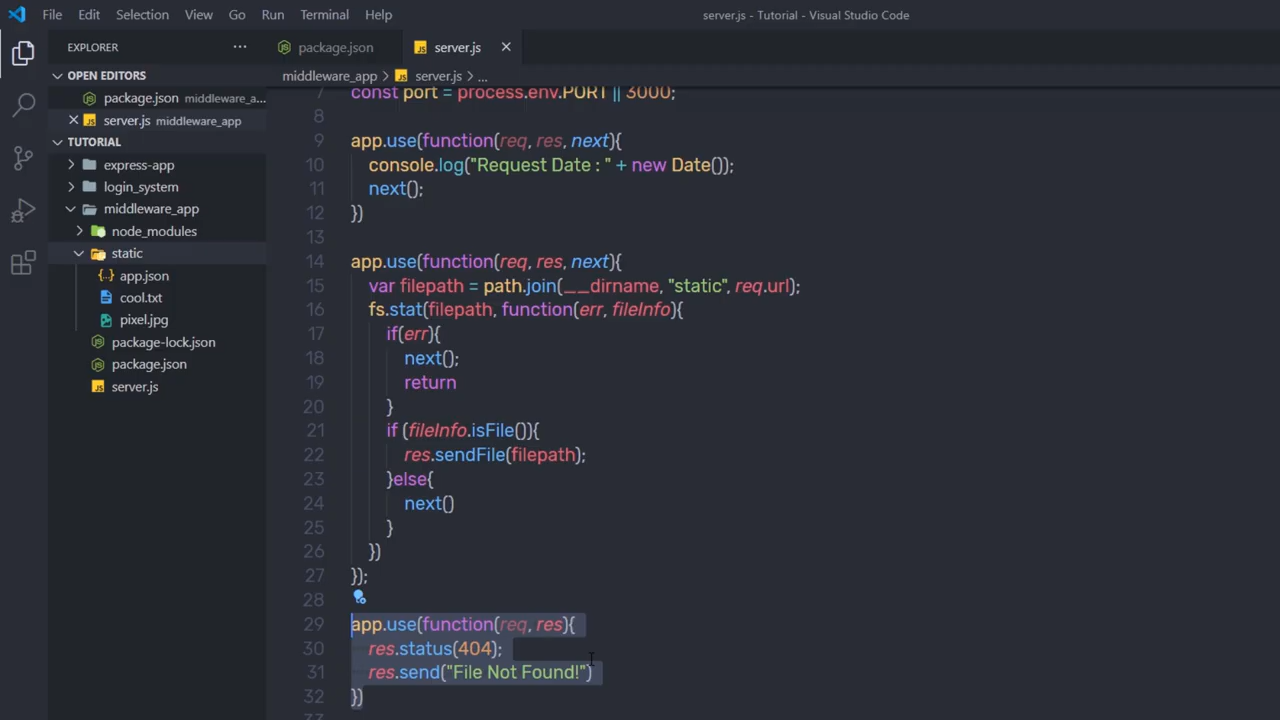 File Edit Selection View Go Run Terminal Help
server.js - Tutorial - Visual Studio Code
EXPLORER
OPEN EDITORS
package.json middleware_a...
server.js middleware_app
TUTORIAL
express-app
login_system
middleware_app
node_modules
static
app.json
cool.txt
pixel.jpg
package-lock.json
package.json
server.js
package.json
server.js
middleware_app > server.js > ...
7 const port = process.env.PORT || 3000;
8
9 app.use(function(req, res, next){
10 console.log("Request Date : " + new Date());
11 next();
12 })
13
14 app.use(function(req, res, next){
15 var filepath = path.join(__dirname, "static", req.url);
16 fs.stat(filepath, function(err, fileInfo){
17 if(err){
18 next();
19 return
20 }
21 if (fileInfo.isFile()){
22 res.sendFile(filepath);
23 }else{
24 next()
25 }
26 })
27 });
28
29 app.use(function(req, res){
30 res.status(404);
31 res.send("File Not Found!")
32 })
33